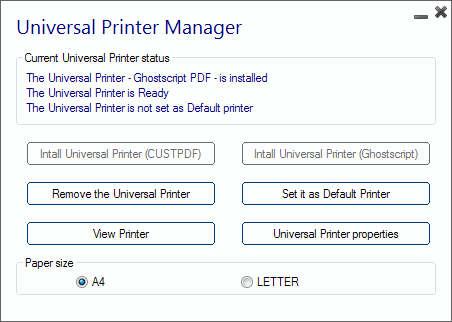 Universal Printer Manager
Current Universal Printer status
The Universal Printer - Ghostscript PDF - is installed
The Universal Printer is Ready
The Universal Printer is not set as Default printer
Intall Universal Printer (CUSTPDF)
Intall Universal Printer (Ghostscript)
Remove the Universal Printer
Set it as Default Printer
View Printer
Universal Printer properties
Paper size
A4
LETTER